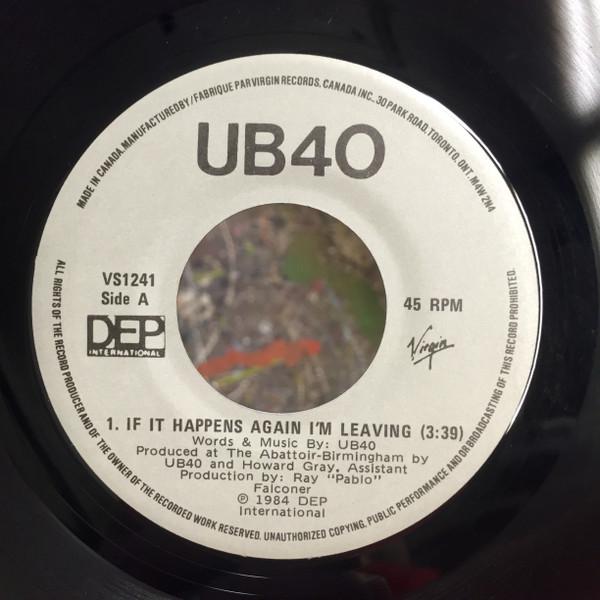 MADE IN CANADA. MANUFACTURED BY / FABRIQUE PAR VIRGIN RECORDS, CANADA INC., 30 PARK ROAD, TORONTO, ONT. M4W 2N4
UB40
VS1241
Side A
45 RPM
DEP
INTERNATIONAL
Virgin
1. IF IT HAPPENS AGAIN I'M LEAVING (3:39)
Words & Music By: UB40
Produced at The Abattoir-Birmingham by
UB40 and Howard Gray, Assistant
Production by: Ray "Pablo"
Falconer
℗ 1984 DEP
International
ALL RIGHTS OF THE RECORD PRODUCER AND OF THE OWNER OF THE RECORDED WORK RESERVED. UNAUTHORIZED COPYING, PUBLIC PERFORMANCE AND/OR BROADCASTING OF THIS RECORD PROHIBITED.